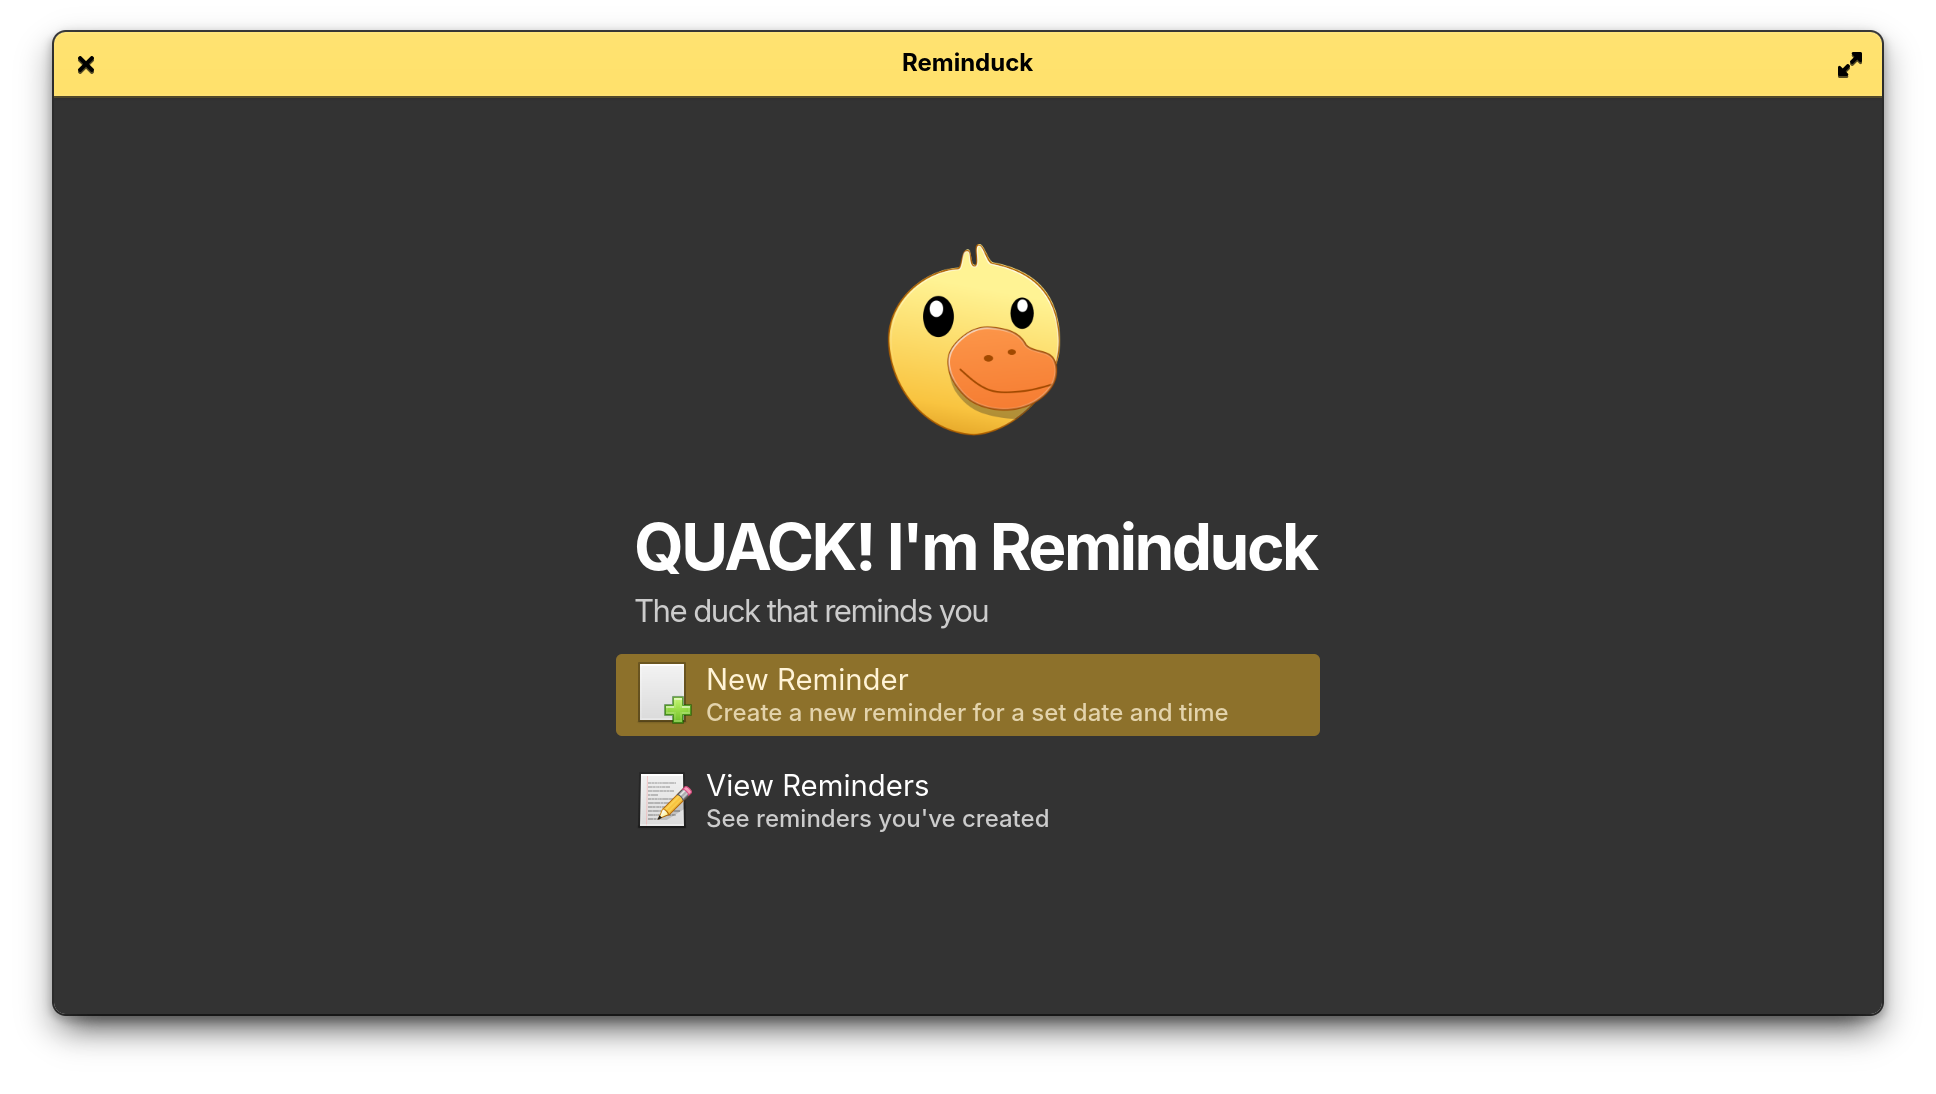 Reminduck
QUACK! I'm Reminduck
The duck that reminds you
New Reminder
Create a new reminder for a set date and time
View Reminders
See reminders you've created